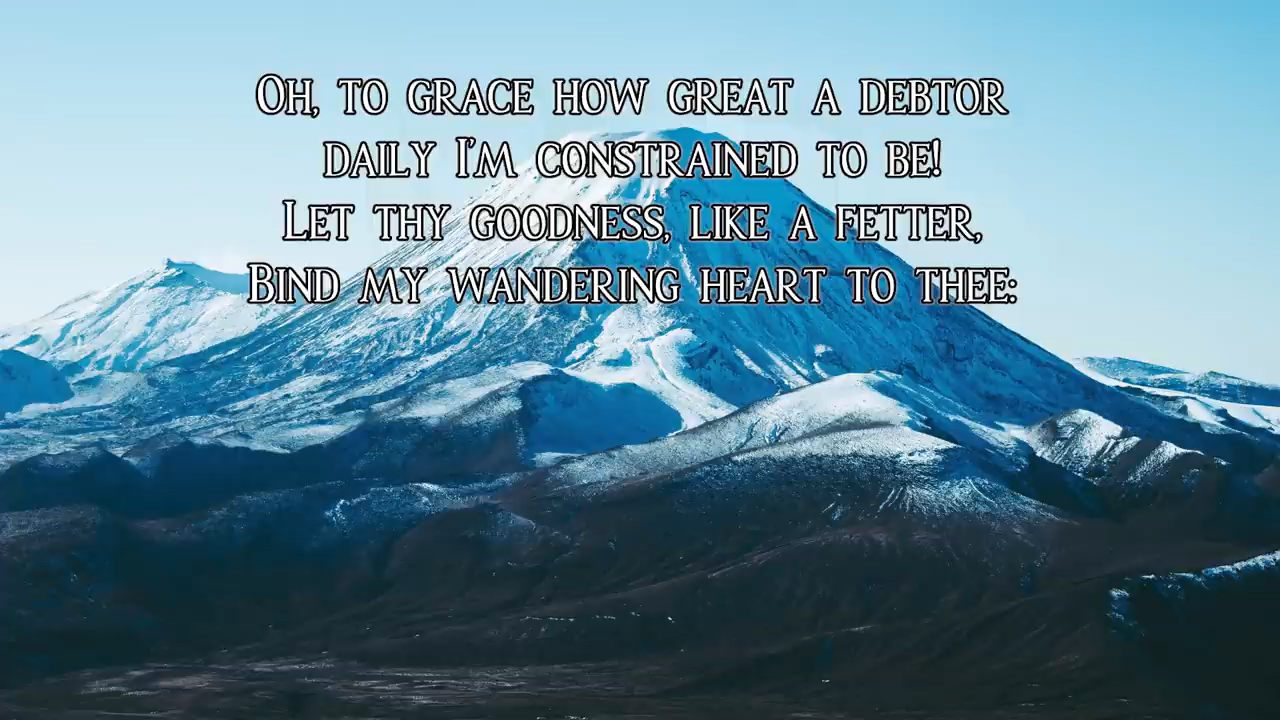 Oh, to grace how great a debtor
daily I'm constrained to be!
Let thy goodness, like a fetter,
Bind my wandering heart to thee: